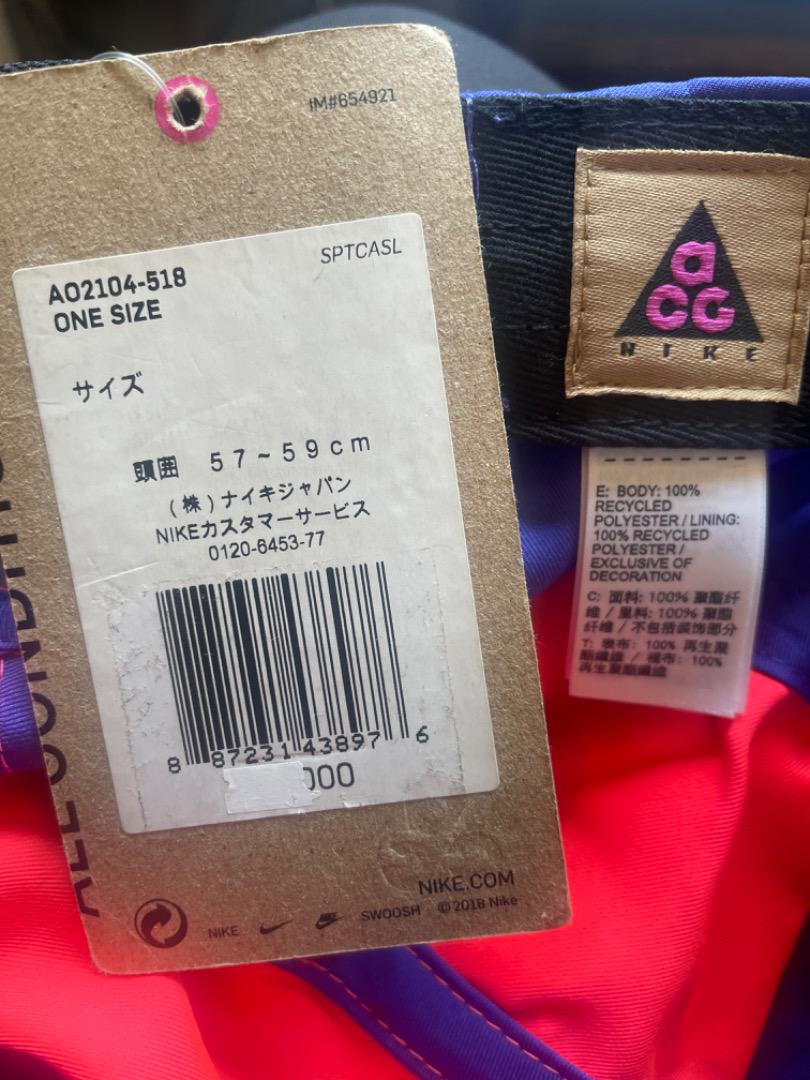 IM#654921
SPTCASL
AO2104-518
ONE SIZE
サイズ
頭囲 57~59cm
(株)ナイキジャパン
NIKEカスタマーサービス
0120-6453-77
8 87231 43897 6
000
NIKE.COM
NIKE SWOOSH ©2018 Nike
ALL
acg
NIKE
E: BODY: 100%
RECYCLED
POLYESTER / LINING:
100% RECYCLED
POLYESTER /
EXCLUSIVE OF
DECORATION
C: 面料: 100% 聚酯纤
维 / 里料: 100% 聚酯
纤维 / 不包括装饰部分
T: 表布: 100% 再生聚
酯纖維 / 裡布: 100%
再生聚酯纖維